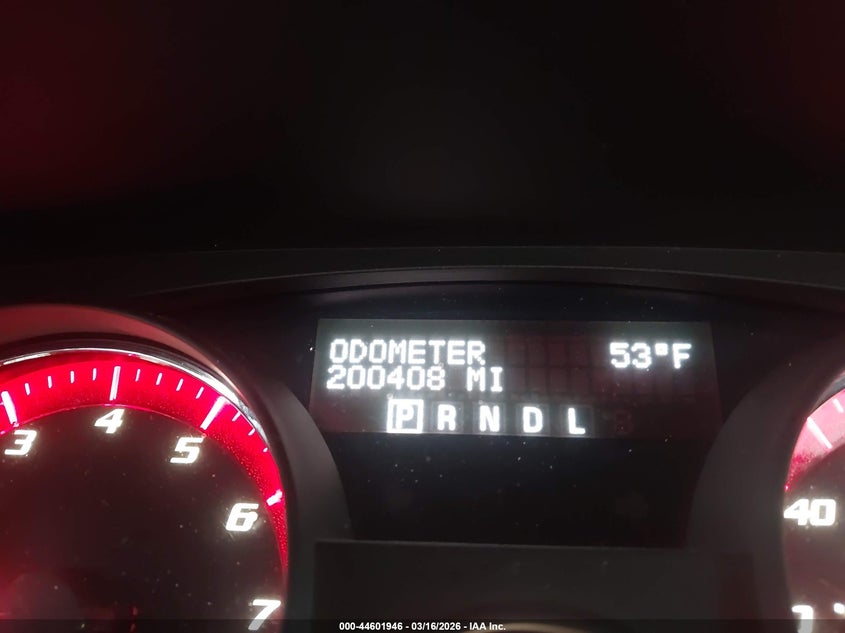 ODOMETER 53°F
200408 MI
P R N D L
3 4 5 6 7
40
000-44601946 - 03/16/2026 - IAA Inc.